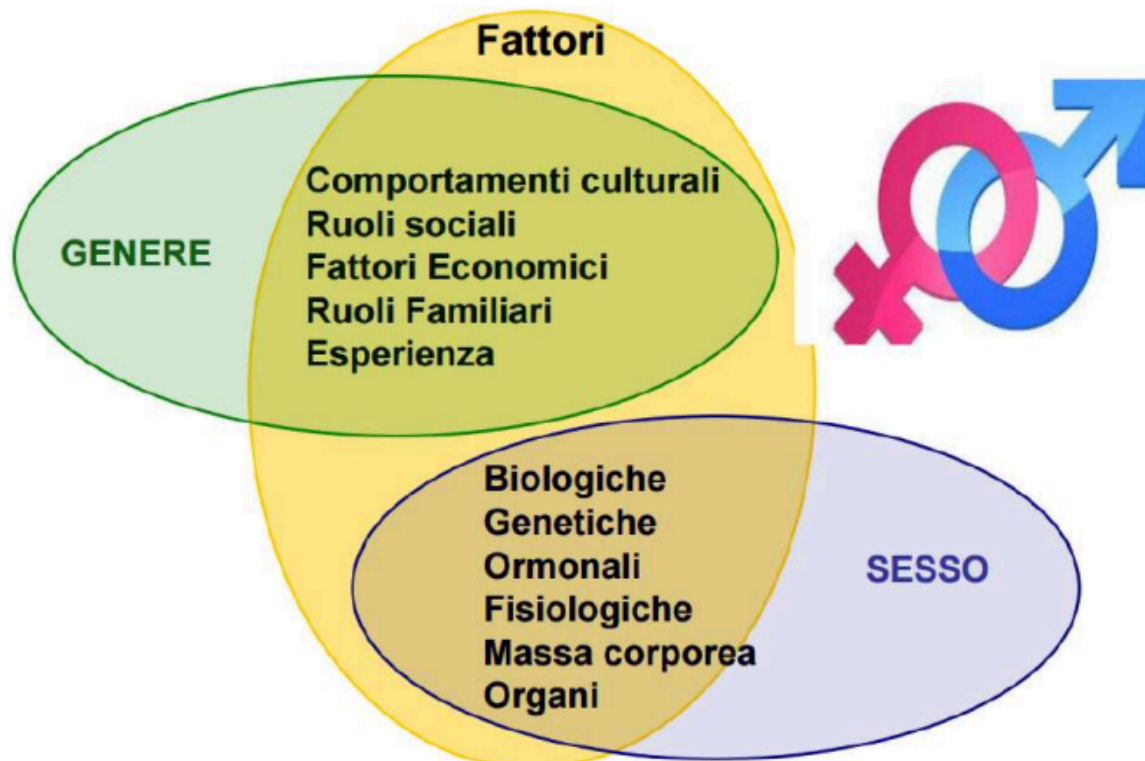 Fattori
Comportamenti culturali
Ruoli sociali
GENERE
Fattori Economici
Ruoli Familiari
Esperienza
Biologiche
Genetiche
Ormonali
SESSO
Fisiologiche
Massa corporea
Organi